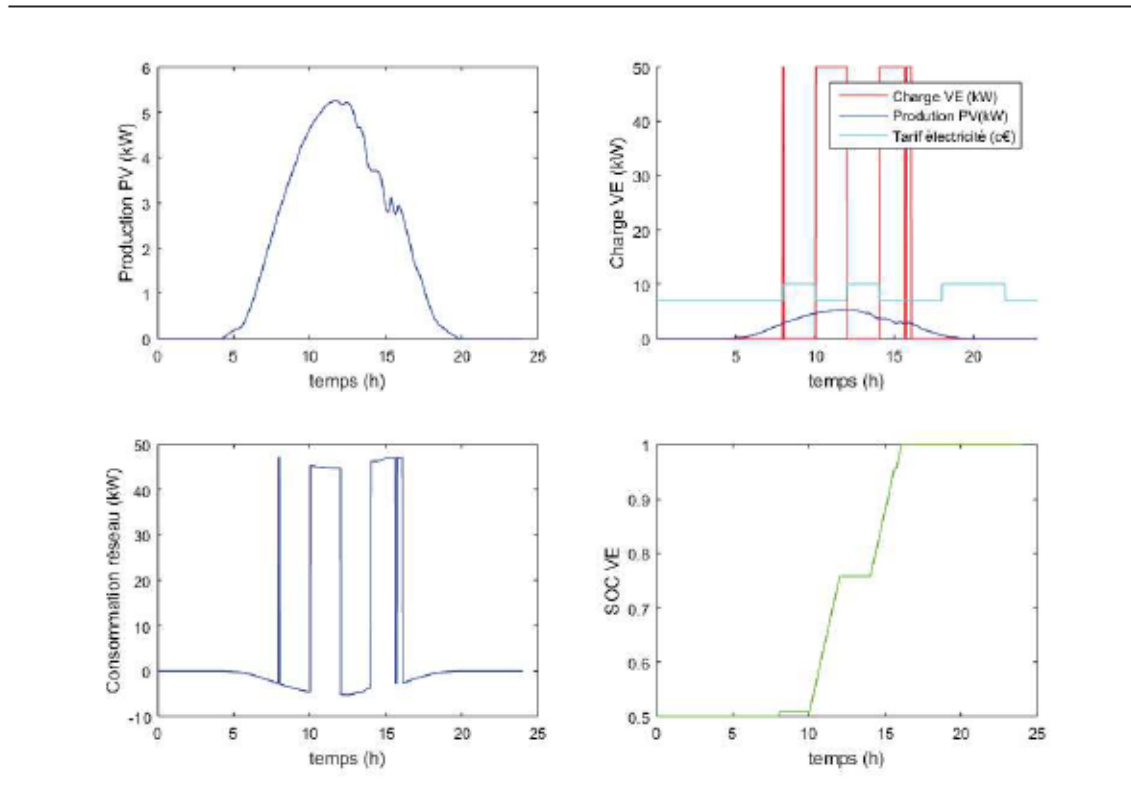 6
5
4
3
2
1
0
0 5 10 15 20 25
Production PV (kW)
temps (h)
50
40
30
20
10
0
5 10 15 20
Charge VE (kW)
temps (h)
Charge VE (kW)
Prodution PV(kW)
Tarif électricité (c€)
50
40
30
20
10
0
-10
0 5 10 15 20 25
Consommation réseau (kW)
temps (h)
1
0.9
0.8
0.7
0.6
0.5
0 5 10 15 20 25
SOC VE
temps (h)